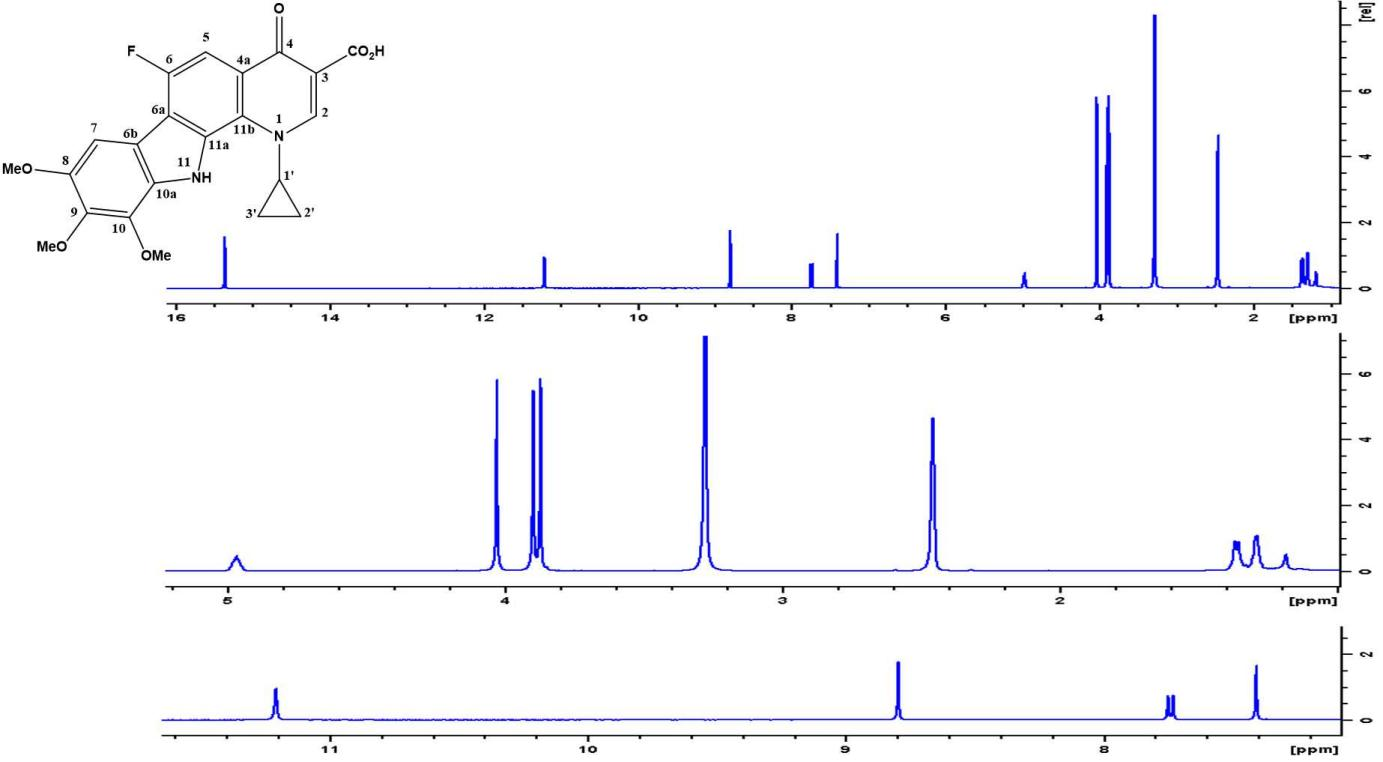 O
F
5
4
CO2H
6
4a
3
6a
2
7
6b
11b
1
N
11a
8
11
MeO
NH
1'
10a
9
3'
2'
10
MeO
OMe
[rel]
6
4
2
0
16 14 12 10 8 6 4 2 [ppm]
6
4
2
0
5 4 3 2 [ppm]
2
0
11 10 9 8 [ppm]